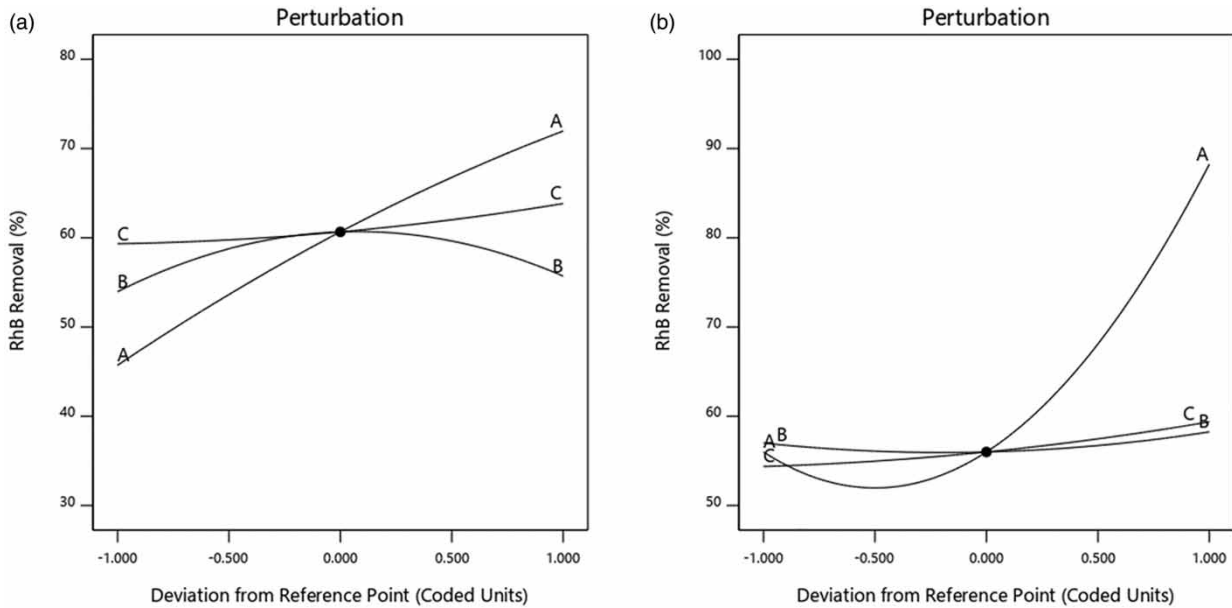 (a)
Perturbation
RhB Removal (%)
80
70
60
50
40
30
A
C
B
C
B
A
-1.000
-0.500
0.000
0.500
1.000
Deviation from Reference Point (Coded Units)
(b)
Perturbation
RhB Removal (%)
100
90
80
70
60
50
A
C
B
A
B
C
-1.000
-0.500
0.000
0.500
1.000
Deviation from Reference Point (Coded Units)